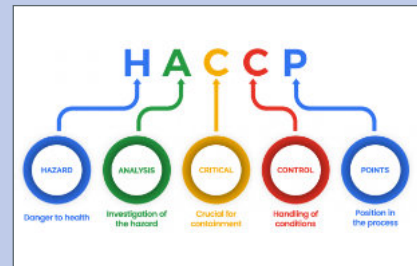 HACCP
HAZARD
ANALYSIS
CRITICAL
CONTROL
POINTS
Danger to health
Investigation of
the hazard
Crucial for
containment
Handling of
conditions
Position in
the process